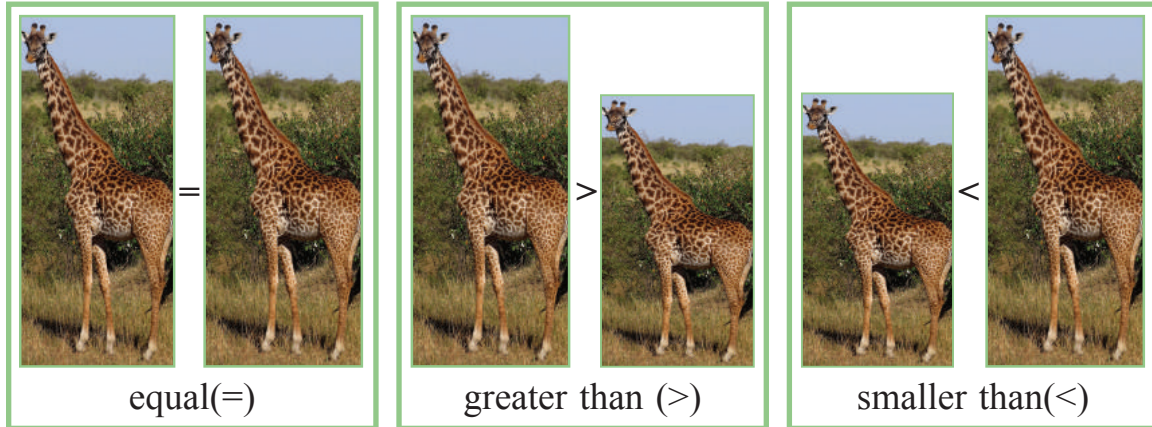 =
>
<
equal(=)
greater than (>)
smaller than(<)